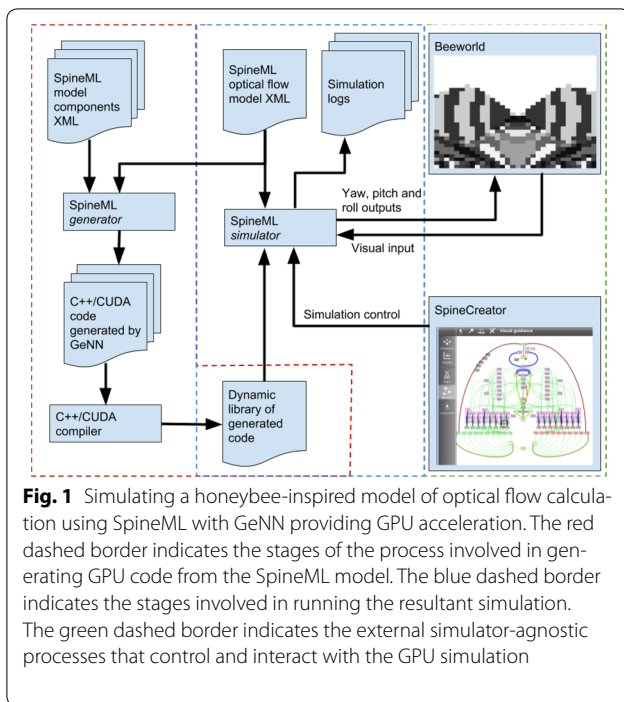 SpineML
model
components
XML
SpineML
optical flow
model XML
Simulation
logs
Beeworld
SpineML
generator
SpineML
simulator
Yaw, pitch and
roll outputs
Visual input
C++/CUDA
code
generated by
GeNN
Simulation control
SpineCreator
Visual guidance
C++/CUDA
compiler
Dynamic
library of
generated
code
Fig. 1 Simulating a honeybee-inspired model of optical flow calcula-
tion using SpineML with GeNN providing GPU acceleration. The red
dashed border indicates the stages of the process involved in gen-
erating GPU code from the SpineML model. The blue dashed border
indicates the stages involved in running the resultant simulation.
The green dashed border indicates the external simulator-agnostic
processes that control and interact with the GPU simulation